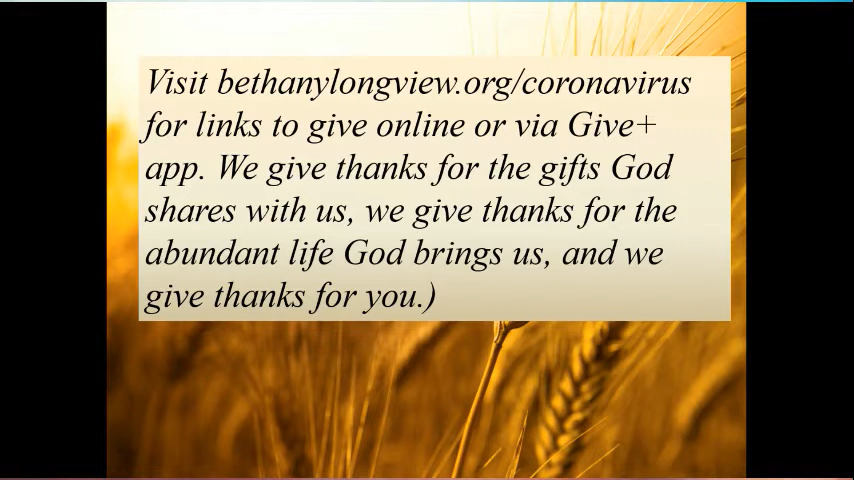 Visit bethanylongview.org/coronavirus
for links to give online or via Give+
app. We give thanks for the gifts God
shares with us, we give thanks for the
abundant life God brings us, and we
give thanks for you.)